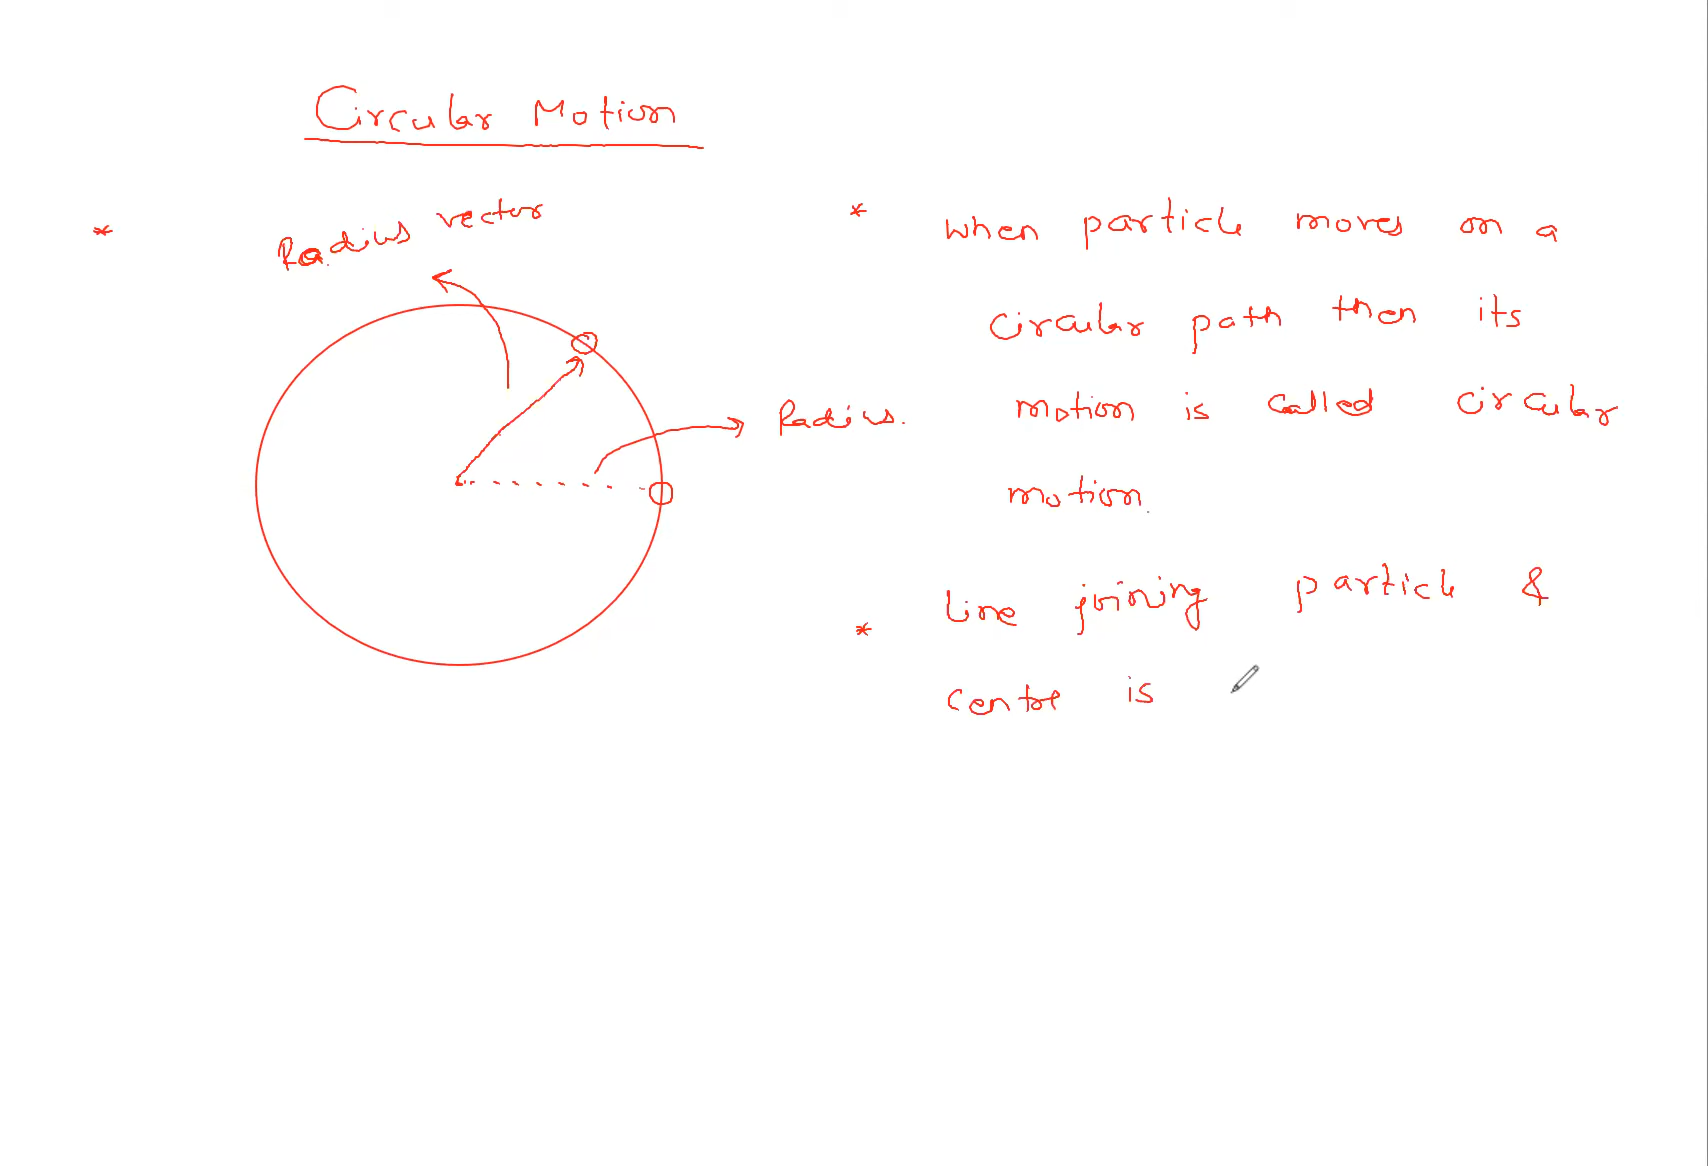 Circular Motion
* Radius vector
Radius.
* when particle moves on a
circular path then its
motion is called circular
motion.
* Line joining particle &
centre is